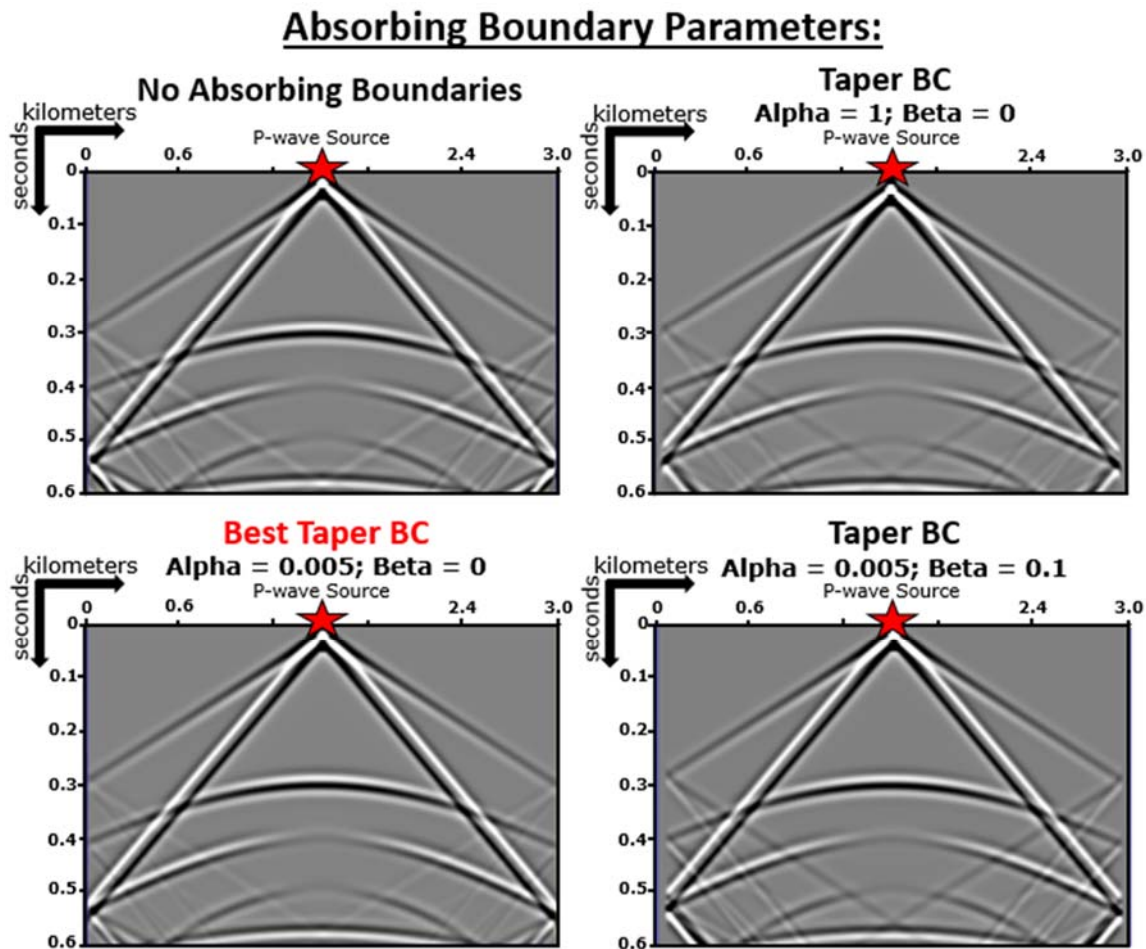 Absorbing Boundary Parameters:
No Absorbing Boundaries
kilometers
seconds
P-wave Source
0 0.6 2.4 3.0
0
0.1
0.2
0.3
0.4
0.5
0.6
Taper BC
Alpha = 1; Beta = 0
kilometers
seconds
P-wave Source
0 0.6 2.4 3.0
0
0.1
0.2
0.3
0.4
0.5
0.6
Best Taper BC
Alpha = 0.005; Beta = 0
kilometers
seconds
P-wave Source
0 0.6 2.4 3.0
0
0.1
0.2
0.3
0.4
0.5
0.6
Taper BC
Alpha = 0.005; Beta = 0.1
kilometers
seconds
P-wave Source
0 0.6 2.4 3.0
0
0.1
0.2
0.3
0.4
0.5
0.6